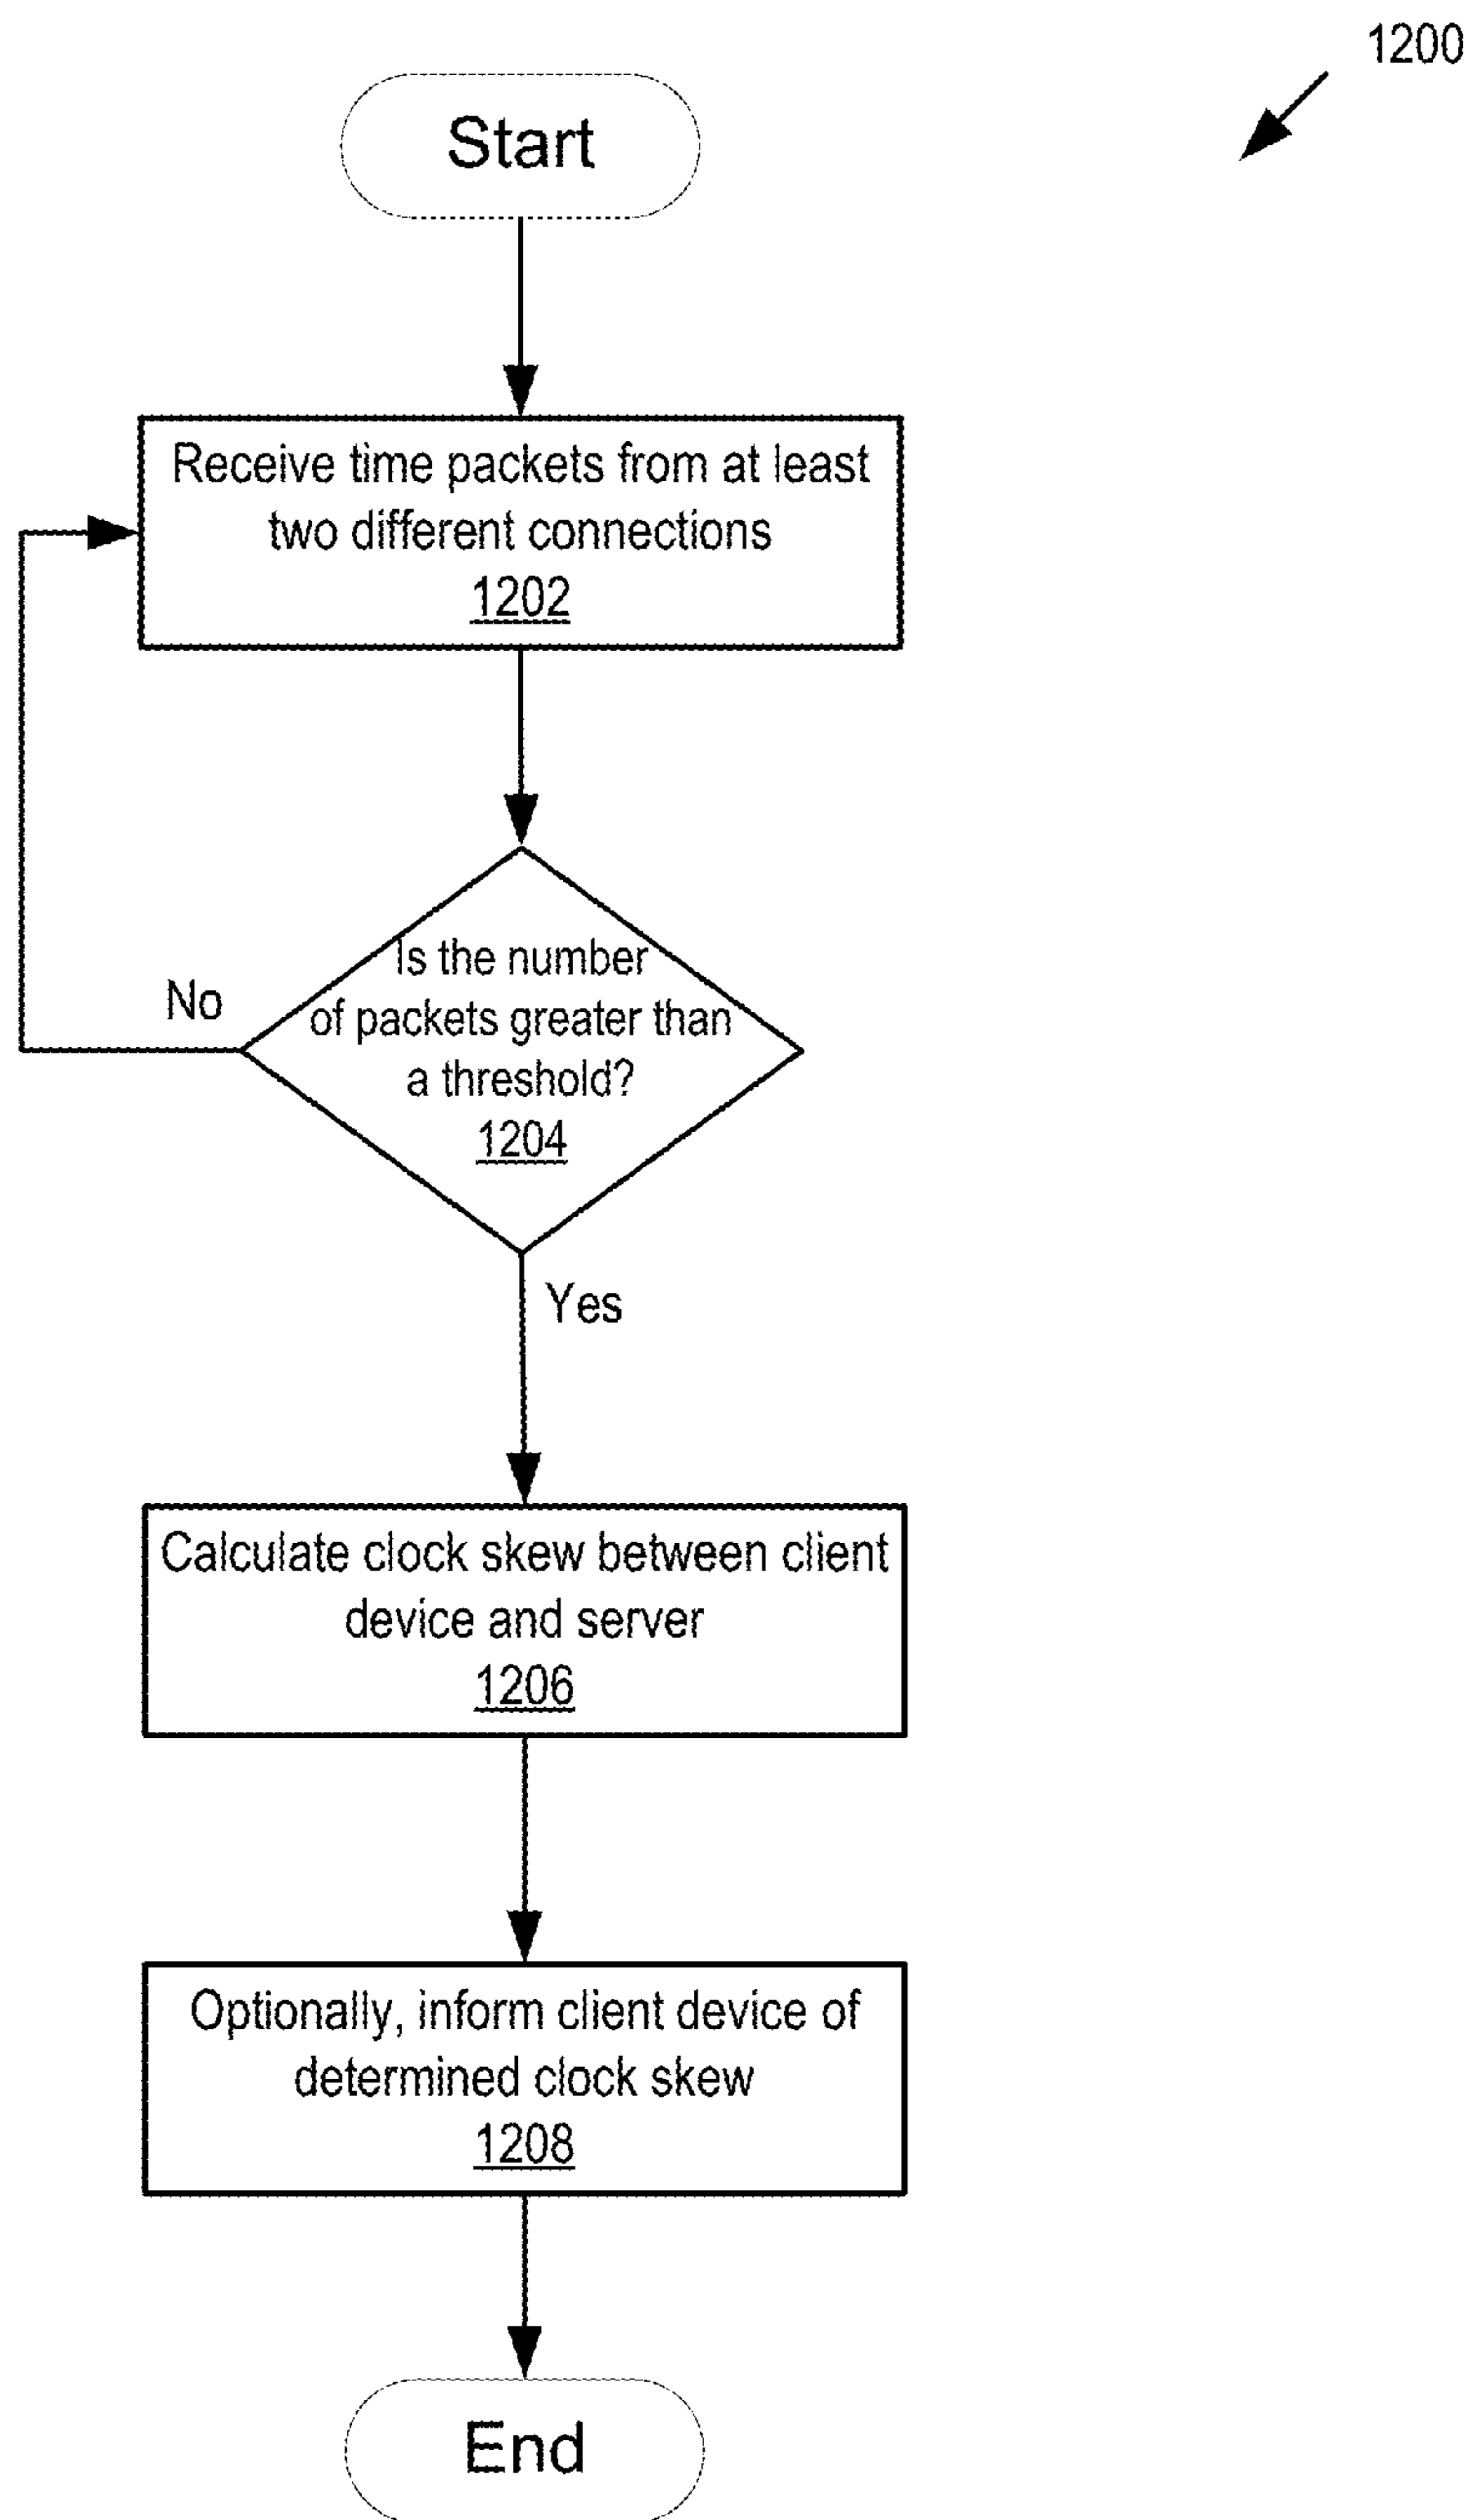 1200
Start
Receive time packets from at least
two different connections
1202
Is the number
of packets greater than
a threshold?
1204
No
Yes
Calculate clock skew between client
device and server
1206
Optionally, inform client device of
determined clock skew
1208
End